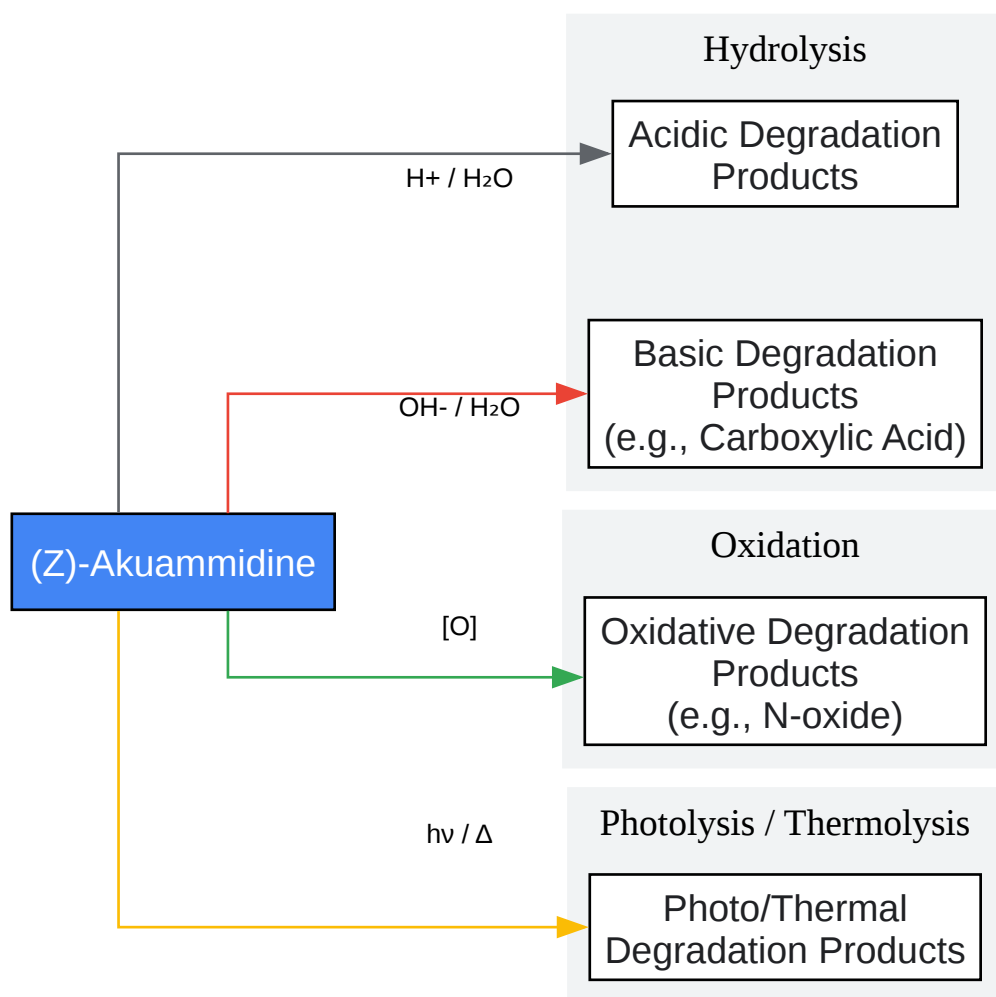 Hydrolysis
Acidic Degradation
Products
H+ / H₂O
Basic Degradation
Products
(e.g., Carboxylic Acid)
OH- / H₂O
(Z)-Akuammidine
Oxidation
[O]
Oxidative Degradation
Products
(e.g., N-oxide)
Photolysis / Thermolysis
hν / Δ
Photo/Thermal
Degradation Products